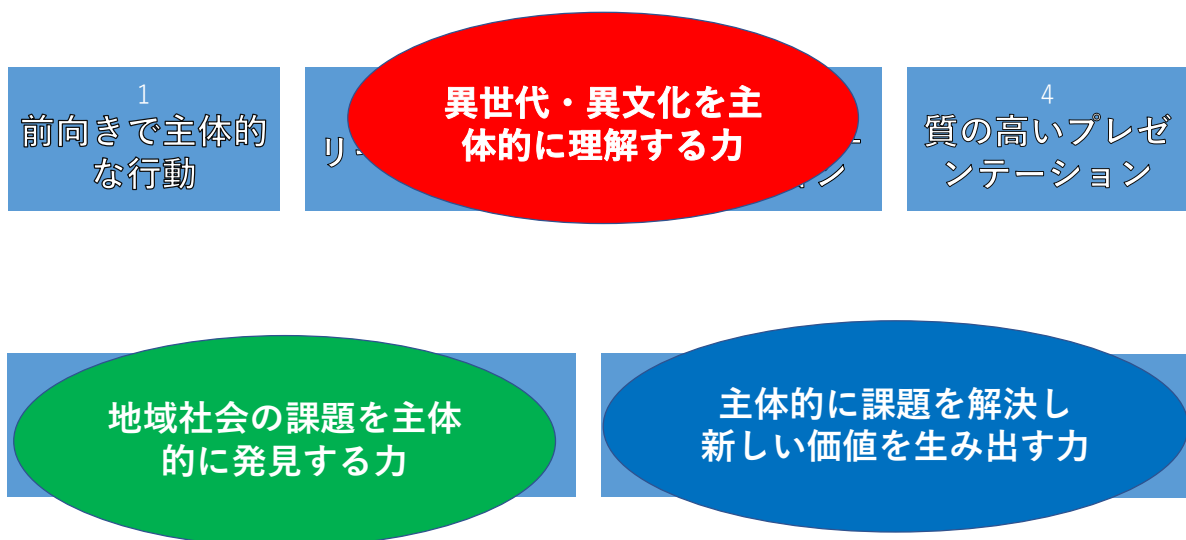 1
前向きで主体的
な行動
異世代・異文化を主
体的に理解する力
4
質の高いプレゼ
ンテーション
地域社会の課題を主体
的に発見する力
主体的に課題を解決し
新しい価値を生み出す力